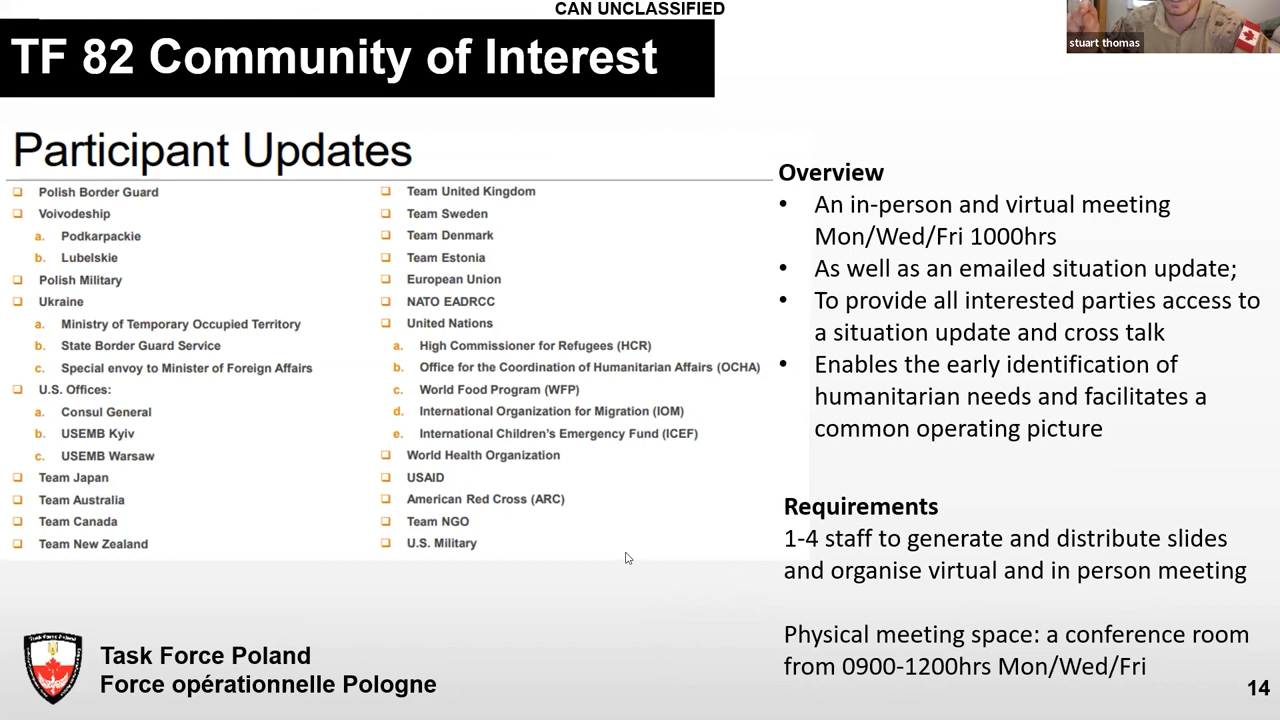 CAN UNCLASSIFIED
TF 82 Community of Interest
stuart thomas
Participant Updates
Polish Border Guard
Voivodeship
a. Podkarpackie
b. Lubelskie
Polish Military
Ukraine
a. Ministry of Temporary Occupied Territory
b. State Border Guard Service
c. Special envoy to Minister of Foreign Affairs
U.S. Offices:
a. Consul General
b. USEMB Kyiv
c. USEMB Warsaw
Team Japan
Team Australia
Team Canada
Team New Zealand
Team United Kingdom
Team Sweden
Team Denmark
Team Estonia
European Union
NATO EADRCC
United Nations
a. High Commissioner for Refugees (HCR)
b. Office for the Coordination of Humanitarian Affairs (OCHA)
c. World Food Program (WFP)
d. International Organization for Migration (IOM)
e. International Children's Emergency Fund (ICEF)
World Health Organization
USAID
American Red Cross (ARC)
Team NGO
U.S. Military
Overview
• An in-person and virtual meeting
Mon/Wed/Fri 1000hrs
• As well as an emailed situation update;
• To provide all interested parties access to
a situation update and cross talk
• Enables the early identification of
humanitarian needs and facilitates a
common operating picture
Requirements
1-4 staff to generate and distribute slides
and organise virtual and in person meeting
Physical meeting space: a conference room
from 0900-1200hrs Mon/Wed/Fri
Task Force Poland
Force opérationnelle Pologne
14